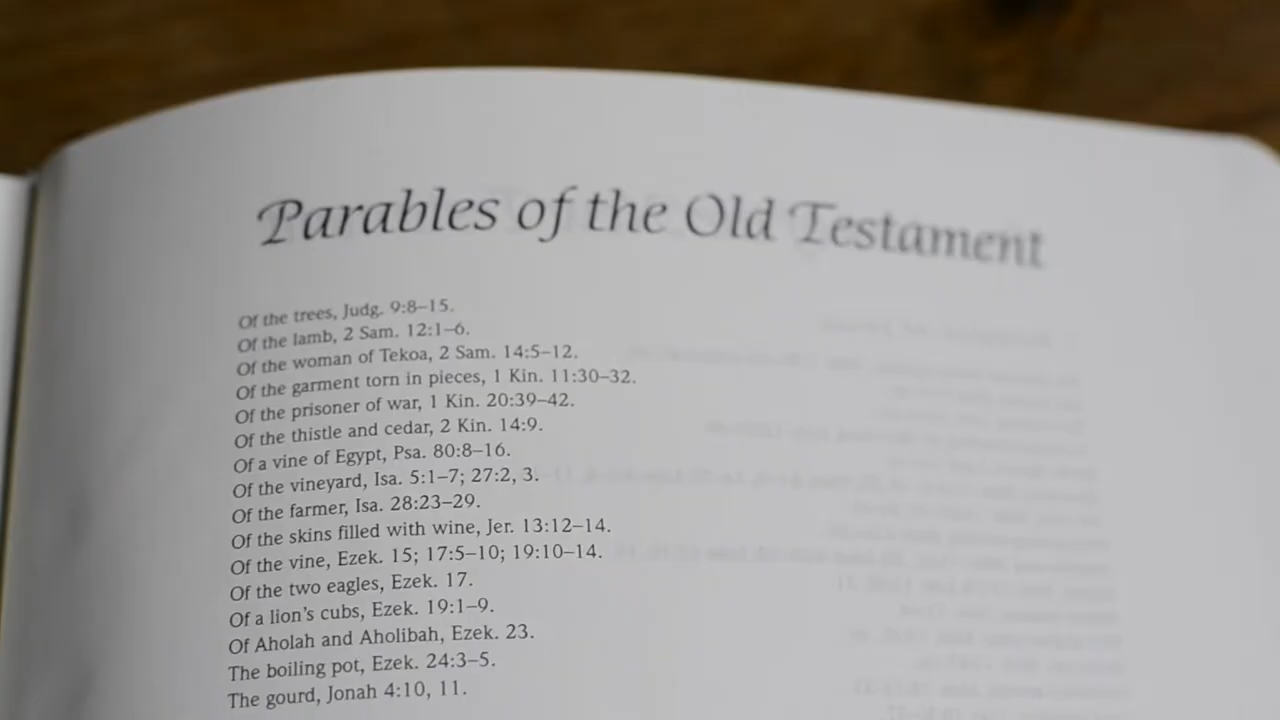 Parables of the Old Testament
Of the trees, Judg. 9:8–15.
Of the lamb, 2 Sam. 12:1–6.
Of the woman of Tekoa, 2 Sam. 14:5–12.
Of the garment torn in pieces, 1 Kin. 11:30–32.
Of the prisoner of war, 1 Kin. 20:39–42.
Of the thistle and cedar, 2 Kin. 14:9.
Of a vine of Egypt, Psa. 80:8–16.
Of the vineyard, Isa. 5:1–7; 27:2, 3.
Of the farmer, Isa. 28:23–29.
Of the skins filled with wine, Jer. 13:12–14.
Of the vine, Ezek. 15; 17:5–10; 19:10–14.
Of the two eagles, Ezek. 17.
Of a lion's cubs, Ezek. 19:1–9.
Of Aholah and Aholibah, Ezek. 23.
The boiling pot, Ezek. 24:3–5.
The gourd, Jonah 4:10, 11.